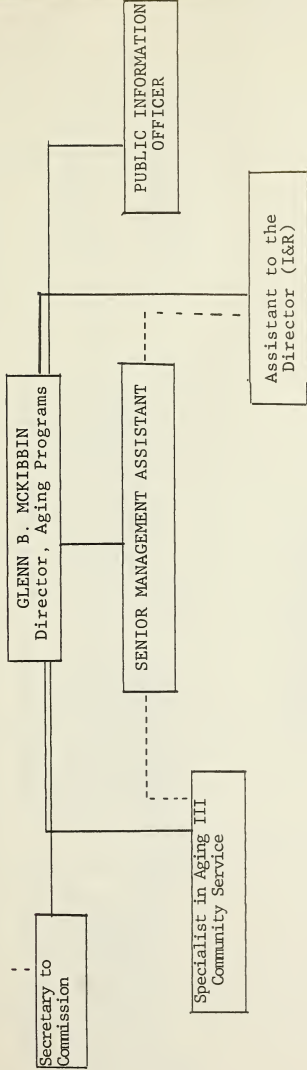 GLENN B. MCKIBBIN
Director, Aging Programs
Secretary to
Commission
PUBLIC INFORMATION
OFFICER
SENIOR MANAGEMENT ASSISTANT
Specialist in Aging III
Community Service
Assistant to the
Director (I&R)